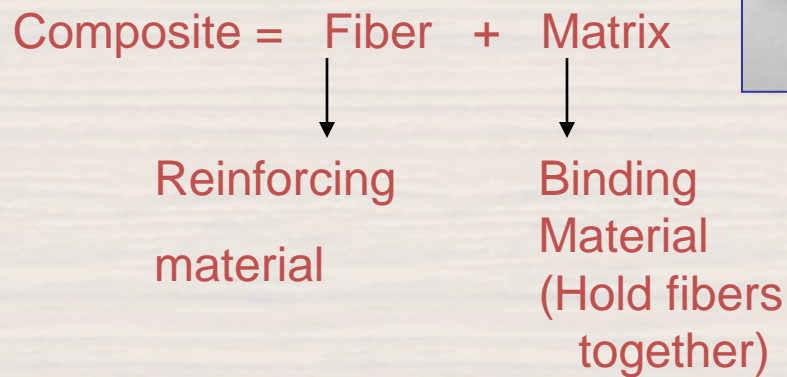 Composite = Fiber + Matrix
Reinforcing
material
Binding
Material
(Hold fibers
together)